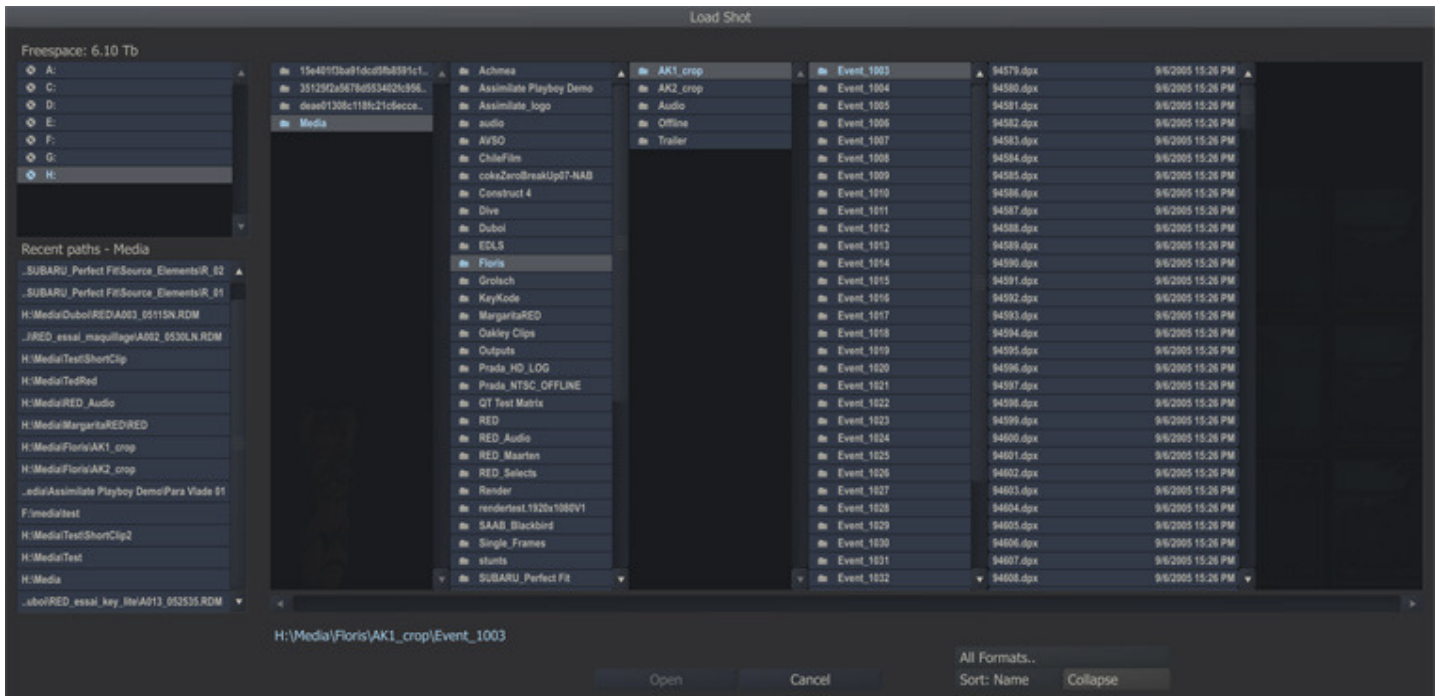 Load Shot
Freespace: 6.10 Tb
A:
C:
D:
E:
F:
G:
H:
Recent paths - Media
..SUBARU_Perfect Fit\Source_Elements\R_02
..SUBARU_Perfect Fit\Source_Elements\R_01
H:\Media\Duboi\RED\A003_0511SN.RDM
..\RED_essai_maquillage\A002_0530LN.RDM
H:\Media\Test\ShortClip
H:\Media\TedRed
H:\Media\RED_Audio
H:\Media\MargaritaRED\RED
H:\Media\Floris\AK1_crop
H:\Media\Floris\AK2_crop
..edia\Assimilate Playboy Demo\Para Vlade 01
F:\media\test
H:\Media\Test\ShortClip2
H:\Media\Test
H:\Media
..uboi\RED_essai_key_lite\A013_052535.RDM
Media
Achmea
Assimilate Playboy Demo
Assimilate_logo
audio
AVSO
ChileFilm
cokeZeroBreakUp07-NAB
Construct 4
Dive
Duboi
EDLS
Floris
Grolsch
KeyKode
MargaritaRED
Oakley Clips
Outputs
Prada_HD_LOG
Prada_NTSC_OFFLINE
QT Test Matrix
RED
RED_Audio
RED_Maarten
RED_Selects
Render
rendertest.1920x1080V1
SAAB_Blackbird
Single_Frames
stunts
SUBARU_Perfect Fit
AK1_crop
AK2_crop
Audio
Offline
Trailer
Event_1003
Event_1004
Event_1005
Event_1006
Event_1007
Event_1008
Event_1009
Event_1010
Event_1011
Event_1012
Event_1013
Event_1014
Event_1015
Event_1016
Event_1017
Event_1018
Event_1019
Event_1020
Event_1021
Event_1022
Event_1023
Event_1024
Event_1025
Event_1026
Event_1027
Event_1028
Event_1029
Event_1030
Event_1031
Event_1032
94579.dpx 9/6/2005 15:26 PM
94580.dpx 9/6/2005 15:26 PM
94581.dpx 9/6/2005 15:26 PM
94582.dpx 9/6/2005 15:26 PM
94583.dpx 9/6/2005 15:26 PM
94584.dpx 9/6/2005 15:26 PM
94585.dpx 9/6/2005 15:26 PM
94586.dpx 9/6/2005 15:26 PM
94587.dpx 9/6/2005 15:26 PM
94588.dpx 9/6/2005 15:26 PM
94589.dpx 9/6/2005 15:26 PM
94590.dpx 9/6/2005 15:26 PM
94591.dpx 9/6/2005 15:26 PM
94592.dpx 9/6/2005 15:26 PM
94593.dpx 9/6/2005 15:26 PM
94594.dpx 9/6/2005 15:26 PM
94595.dpx 9/6/2005 15:26 PM
94596.dpx 9/6/2005 15:26 PM
94597.dpx 9/6/2005 15:26 PM
94598.dpx 9/6/2005 15:26 PM
94599.dpx 9/6/2005 15:26 PM
94600.dpx 9/6/2005 15:26 PM
94601.dpx 9/6/2005 15:26 PM
94602.dpx 9/6/2005 15:26 PM
94603.dpx 9/6/2005 15:26 PM
94604.dpx 9/6/2005 15:26 PM
94605.dpx 9/6/2005 15:26 PM
94606.dpx 9/6/2005 15:26 PM
94607.dpx 9/6/2005 15:26 PM
94608.dpx 9/6/2005 15:26 PM
H:\Media\Floris\AK1_crop\Event_1003
All Formats..
Open Cancel Sort: Name Collapse